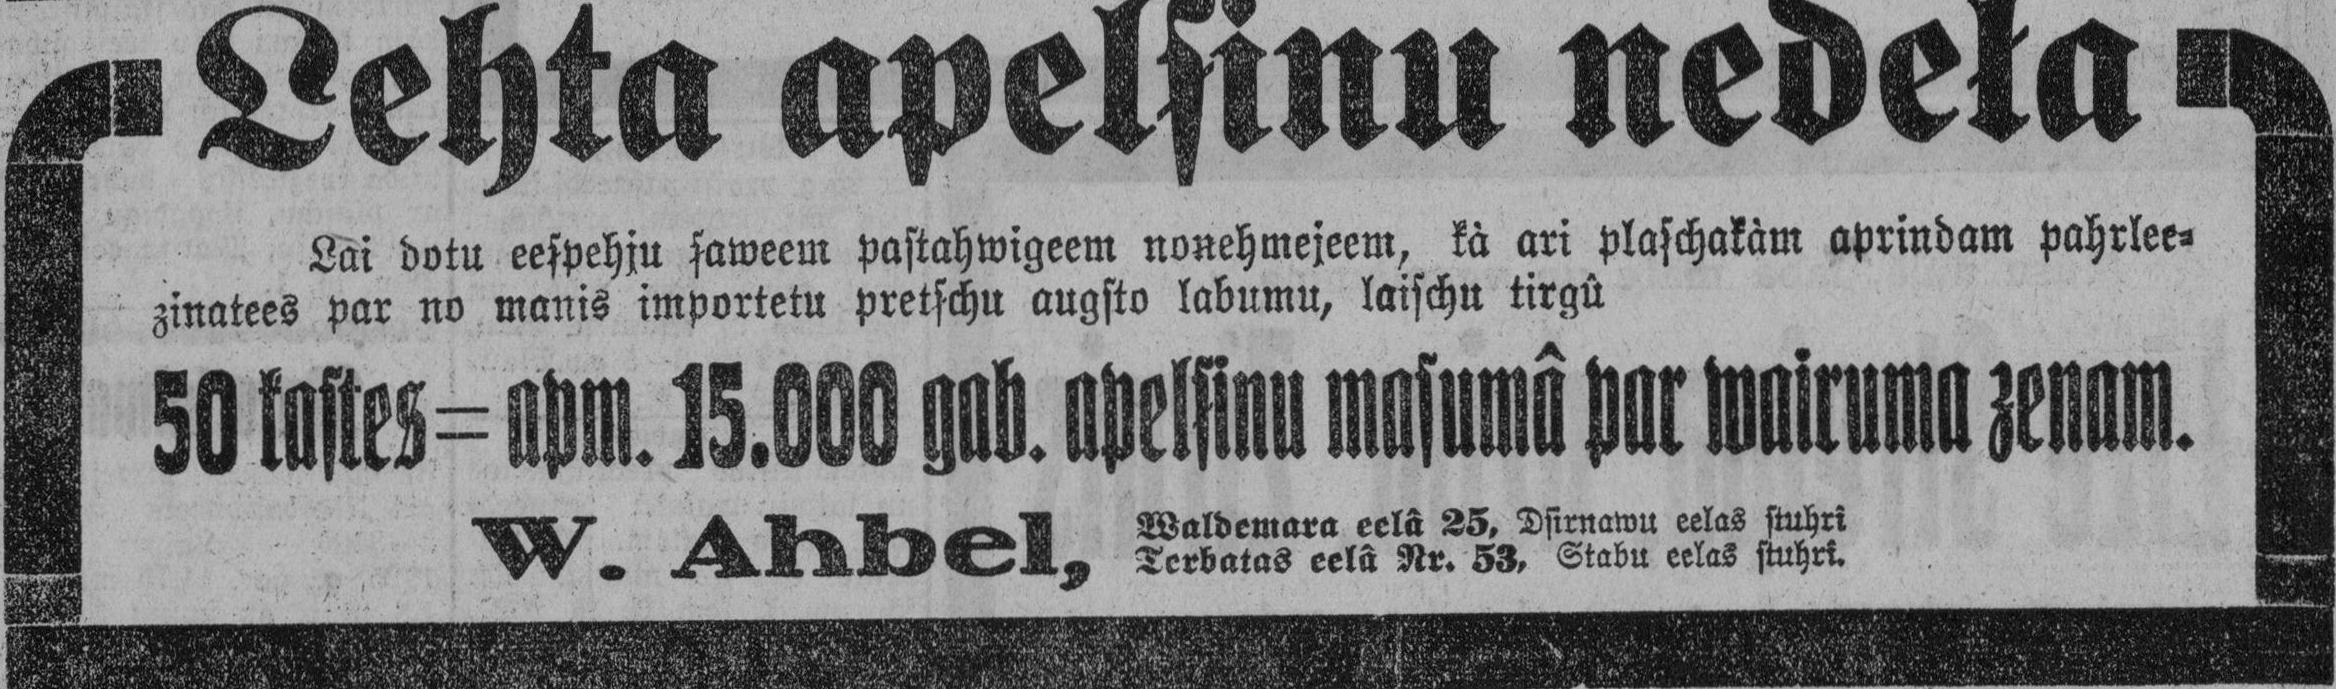 Lehta apelſinu nedeła
Lai dotu eeſpehju ſaweem paſtahwigeem nonehmejeem, kà ari plaſchakàm aprindam pahrlee⸗
zinatees par no manis importetu pretſchu augſto labumu, laiſchu tirgû
50 kaſtes = apm. 15.000 gab. apelſinu maſumâ par wairuma zenam.
W. Ahbel, Waldemara eelâ 25, Dſirnawu eelas ſtuhrî
Terbatas eelâ Nr. 53, Stabu eelas ſtuhrî.